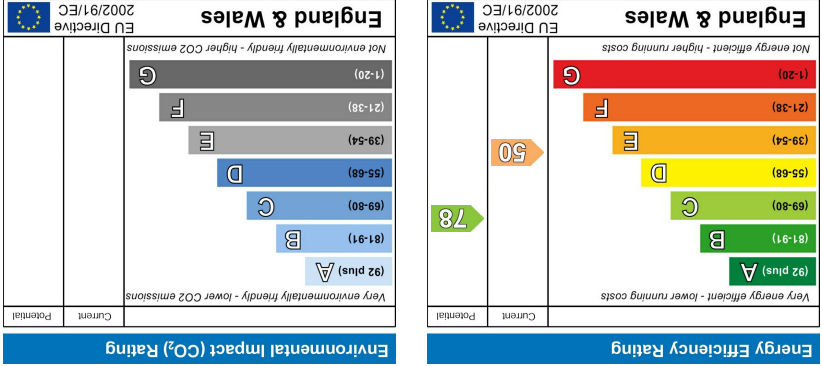 Energy Efficiency Rating
Current Potential
Very energy efficient - lower running costs
(92 plus) A
(81-91) B
(69-80) C
(55-68) D
(39-54) E
(21-38) F
(1-20) G
50
78
Not energy efficient - higher running costs
England & Wales
EU Directive
2002/91/EC
Environmental Impact (CO₂) Rating
Current Potential
Very environmentally friendly - lower CO2 emissions
(92 plus) A
(81-91) B
(69-80) C
(55-68) D
(39-54) E
(21-38) F
(1-20) G
Not environmentally friendly - higher CO2 emissions
England & Wales
EU Directive
2002/91/EC